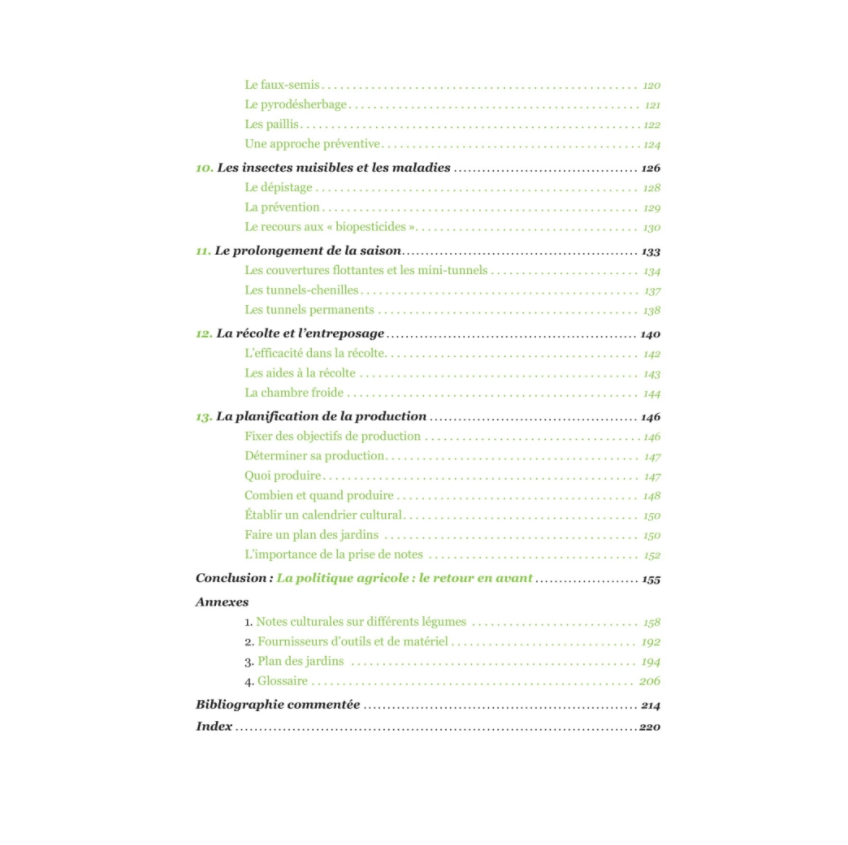 Le faux-semis . . . . . . . . . . . . . . . . . . . . . . . . . . . . . . 120
Le pyrodésherbage . . . . . . . . . . . . . . . . . . . . . . . . . . . . . . 121
Les paillis . . . . . . . . . . . . . . . . . . . . . . . . . . . . . . 122
Une approche préventive . . . . . . . . . . . . . . . . . . . . . . . . . . . . . . 124
10. Les insectes nuisibles et les maladies . . . . . . . . . . . . . . . . . . . . 126
Le dépistage . . . . . . . . . . . . . . . . . . . . . . . . . . . . . . 128
La prévention . . . . . . . . . . . . . . . . . . . . . . . . . . . . . . 129
Le recours aux « biopesticides » . . . . . . . . . . . . . . . . . . . . 130
11. Le prolongement de la saison . . . . . . . . . . . . . . . . . . . . 133
Les couvertures flottantes et les mini-tunnels . . . . . . . . . . . . . . . . . . . . 134
Les tunnels-chenilles . . . . . . . . . . . . . . . . . . . . 137
Les tunnels permanents . . . . . . . . . . . . . . . . . . . . 138
12. La récolte et l'entreposage . . . . . . . . . . . . . . . . . . . . 140
L'efficacité dans la récolte . . . . . . . . . . . . . . . . . . . . 142
Les aides à la récolte . . . . . . . . . . . . . . . . . . . . 143
La chambre froide . . . . . . . . . . . . . . . . . . . . 144
13. La planification de la production . . . . . . . . . . . . . . . . . . . . 146
Fixer des objectifs de production . . . . . . . . . . . . . . . . . . . . 146
Déterminer sa production . . . . . . . . . . . . . . . . . . . . 147
Quoi produire . . . . . . . . . . . . . . . . . . . . 147
Combien et quand produire . . . . . . . . . . . . . . . . . . . . 148
Établir un calendrier cultural . . . . . . . . . . . . . . . . . . . . 150
Faire un plan des jardins . . . . . . . . . . . . . . . . . . . . 150
L'importance de la prise de notes . . . . . . . . . . . . . . . . . . . . 152
Conclusion : La politique agricole : le retour en avant . . . . . . . . . . 155
Annexes
1. Notes culturales sur différents légumes . . . . . . . . . . . . . . . . . . . . 158
2. Fournisseurs d'outils et de matériel . . . . . . . . . . . . . . . . . . . . 192
3. Plan des jardins . . . . . . . . . . . . . . . . . . . . 194
4. Glossaire . . . . . . . . . . . . . . . . . . . . 206
Bibliographie commentée . . . . . . . . . . . . . . . . . . . . 214
Index . . . . . . . . . . . . . . . . . . . . 220